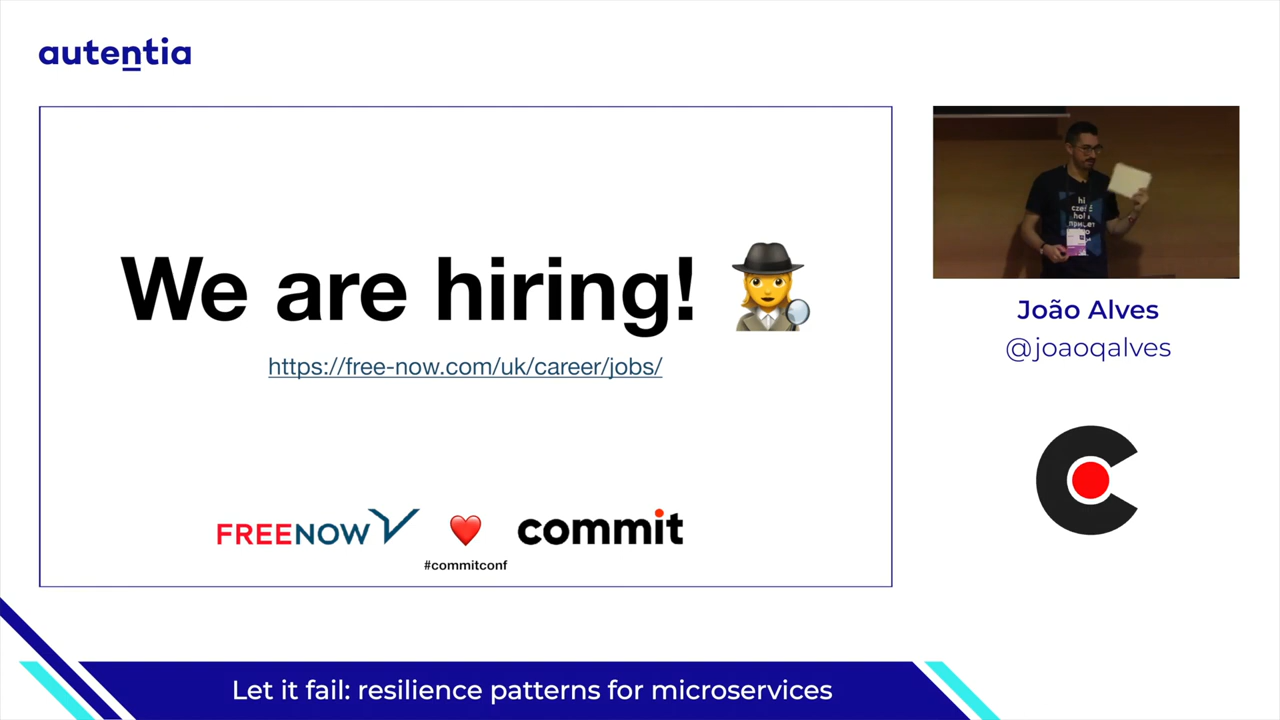 autentia
We are hiring!
https://free-now.com/uk/career/jobs/
FREENOW
commit
#commitconf
hi
João Alves
@joaoqalves
Let it fail: resilience patterns for microservices